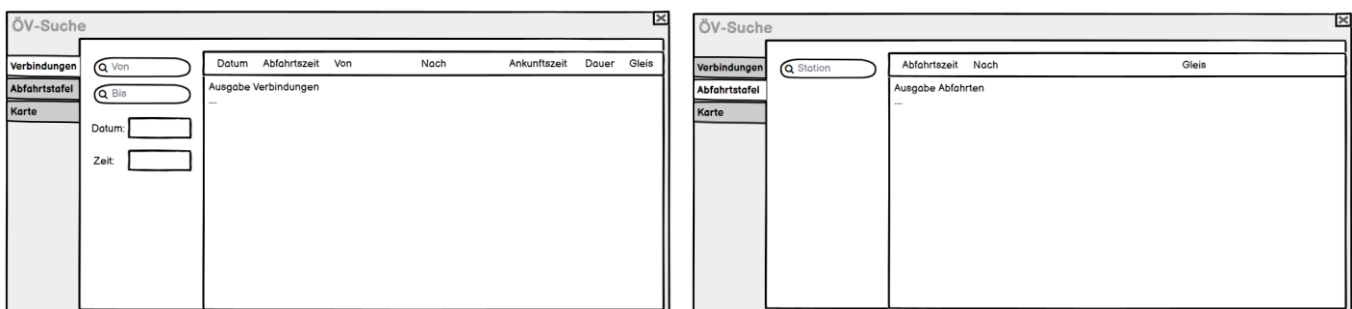 ÖV-Suche
Verbindungen
Abfahrtstafel
Karte
Von
Bis
Datum:
Zeit:
Datum Abfahrtszeit Von Nach Ankunftszeit Dauer Gleis
Ausgabe Verbindungen
...
ÖV-Suche
Verbindungen
Abfahrtstafel
Karte
Station
Abfahrtszeit Nach Gleis
Ausgabe Abfahrten
...